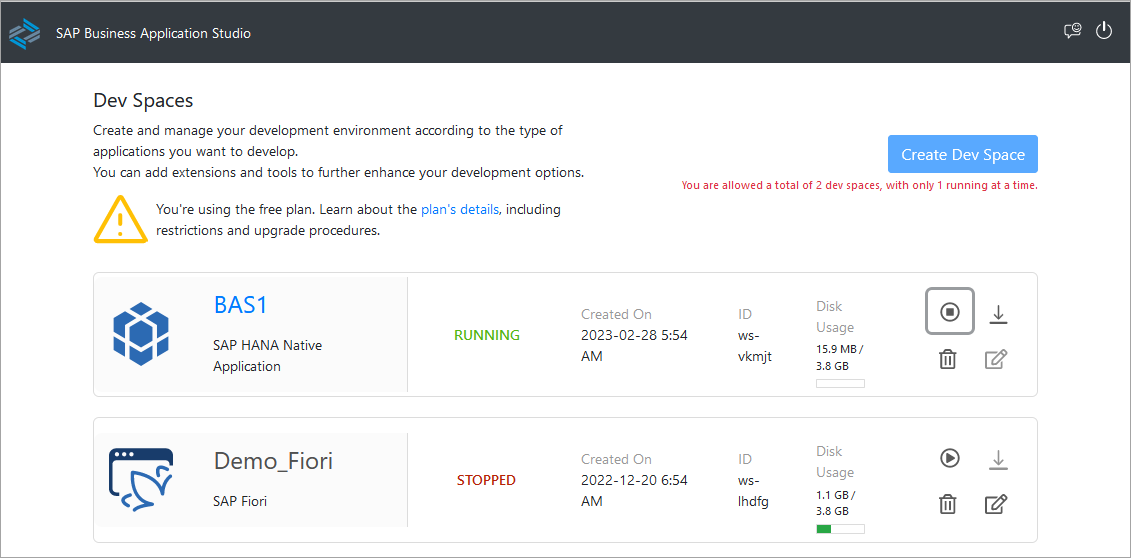 SAP Business Application Studio
Dev Spaces
Create and manage your development environment according to the type of
applications you want to develop.
You can add extensions and tools to further enhance your development options.
Create Dev Space
You are allowed a total of 2 dev spaces, with only 1 running at a time.
You're using the free plan. Learn about the plan's details, including
restrictions and upgrade procedures.
BAS1
SAP HANA Native
Application
RUNNING
Created On
2023-02-28 5:54
AM
ID
ws-
vkmjt
Disk
Usage
15.9 MB /
3.8 GB
Demo_Fiori
SAP Fiori
STOPPED
Created On
2022-12-20 6:54
AM
ID
ws-
lhdfg
Disk
Usage
1.1 GB /
3.8 GB